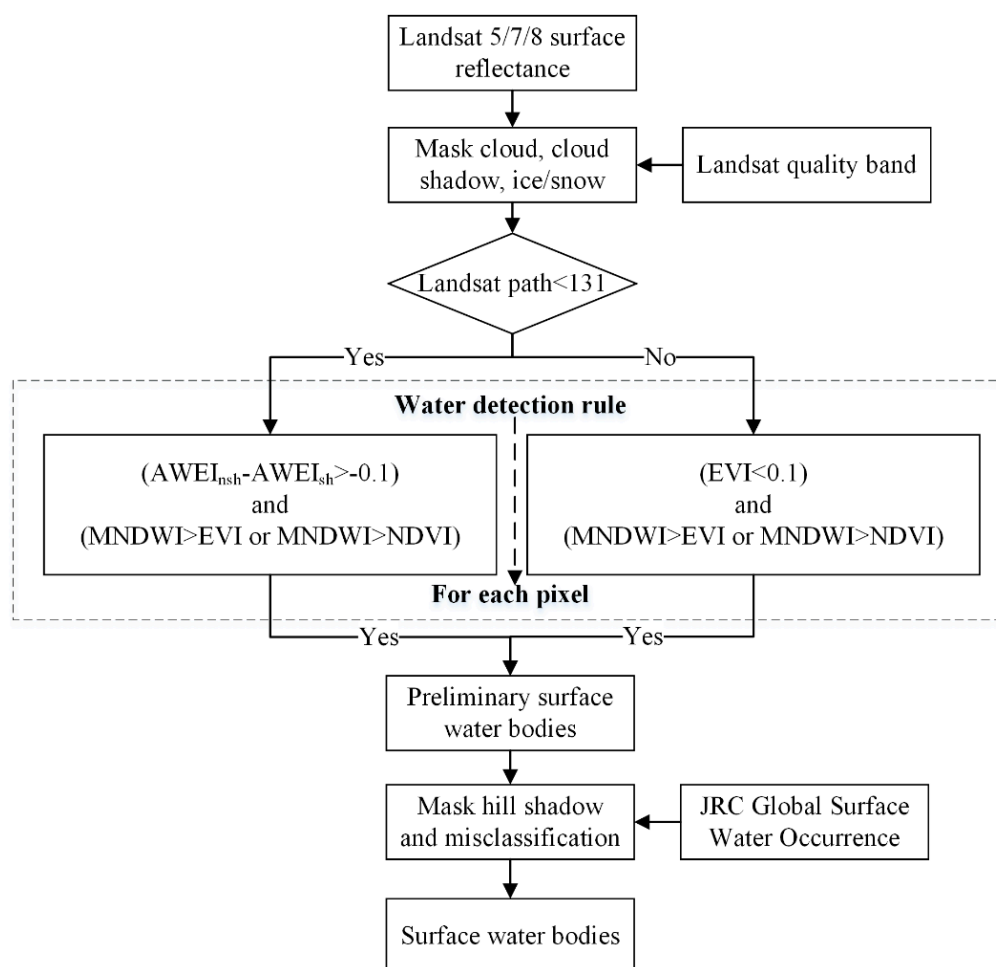 Landsat 5/7/8 surface
reflectance
Mask cloud, cloud
shadow, ice/snow
Landsat quality band
Landsat path<131
Yes
No
Water detection rule
(AWEInsh-AWEIsh>-0.1)
and
(MNDWI>EVI or MNDWI>NDVI)
(EVI<0.1)
and
(MNDWI>EVI or MNDWI>NDVI)
For each pixel
Yes
Yes
Preliminary surface
water bodies
Mask hill shadow
and misclassification
JRC Global Surface
Water Occurrence
Surface water bodies